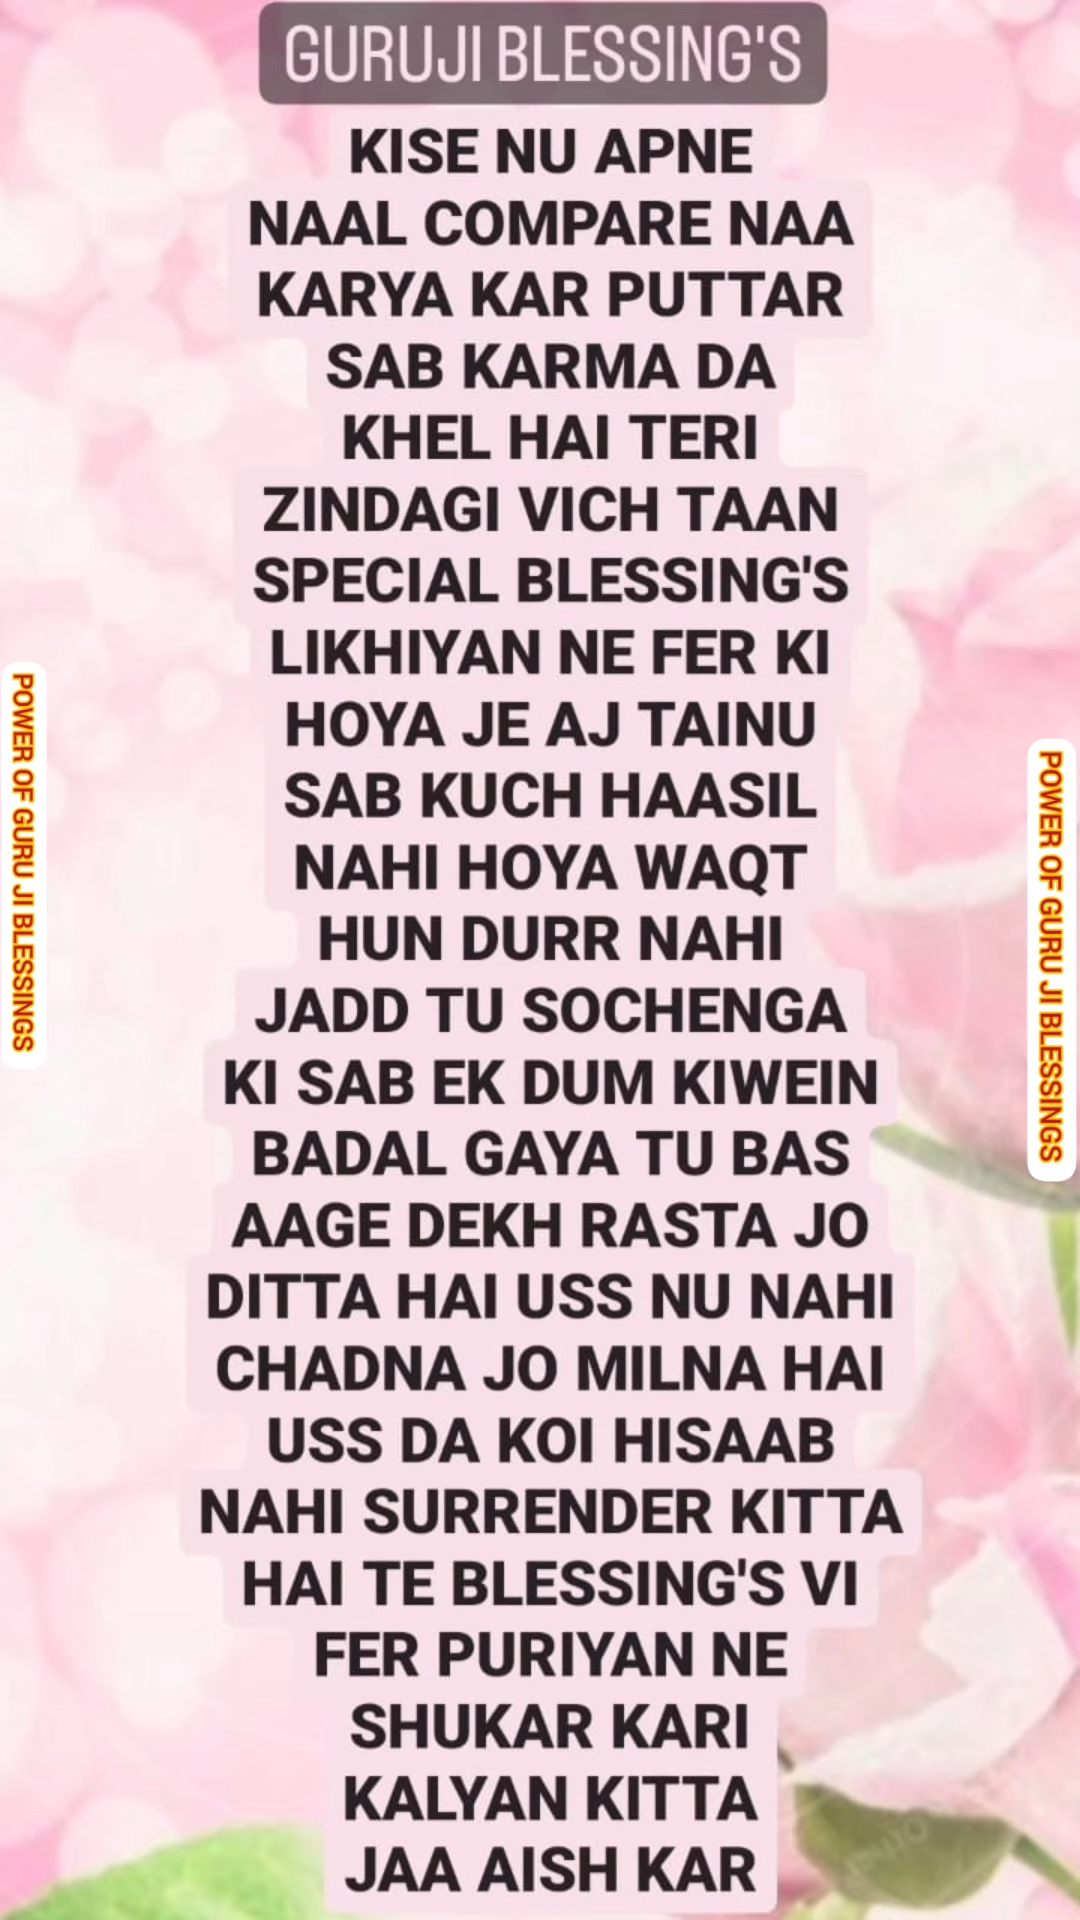 GURUJI BLESSING'S
KISE NU APNE
NAAL COMPARE NAA
KARYA KAR PUTTAR
SAB KARMA DA
KHEL HAI TERI
ZINDAGI VICH TAAN
SPECIAL BLESSING'S
LIKHIYAN NE FER KI
HOYA JE AJ TAINU
SAB KUCH HAASIL
NAHI HOYA WAQT
HUN DURR NAHI
JADD TU SOCHENGA
KI SAB EK DUM KIWEIN
BADAL GAYA TU BAS
AAGE DEKH RASTA JO
DITTA HAI USS NU NAHI
CHADNA JO MILNA HAI
USS DA KOI HISAAB
NAHI SURRENDER KITTA
HAI TE BLESSING'S VI
FER PURIYAN NE
SHUKAR KARI
KALYAN KITTA
JAA AISH KAR
POWER OF GURU JI BLESSINGS
POWER OF GURU JI BLESSINGS